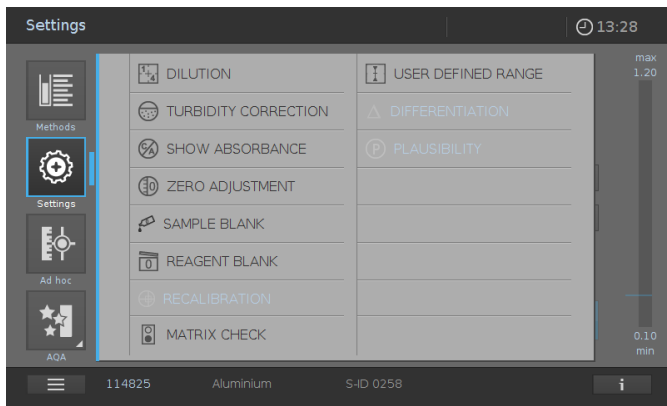 Settings
13:28
Methods
Settings
Ad hoc
AQA
DILUTION
TURBIDITY CORRECTION
SHOW ABSORBANCE
ZERO ADJUSTMENT
SAMPLE BLANK
REAGENT BLANK
RECALIBRATION
MATRIX CHECK
USER DEFINED RANGE
DIFFERENTIATION
PLAUSIBILITY
max
1.20
0.10
min
114825 Aluminium S-ID 0258